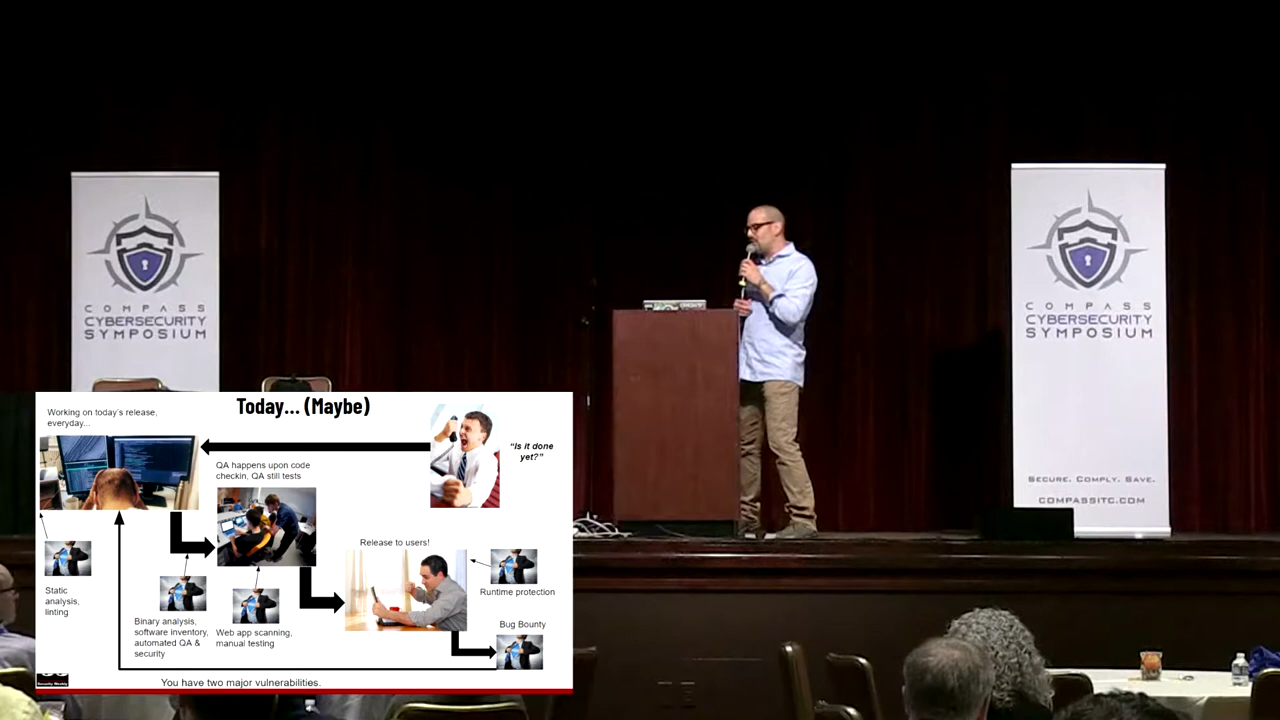 COMPASS
CYBERSECURITY
SYMPOSIUM
COMPASS
CYBERSECURITY
SYMPOSIUM
SECURE. COMPLY. SAVE.
COMPASSITC.COM
Today... (Maybe)
Working on today's release,
everyday...
"Is it done
yet?"
QA happens upon code
checkin, QA still tests
Release to users!
Static
analysis,
linting
Binary analysis,
software inventory,
automated QA &
security
Web app scanning,
manual testing
Runtime protection
Bug Bounty
You have two major vulnerabilities.
Security Weekly